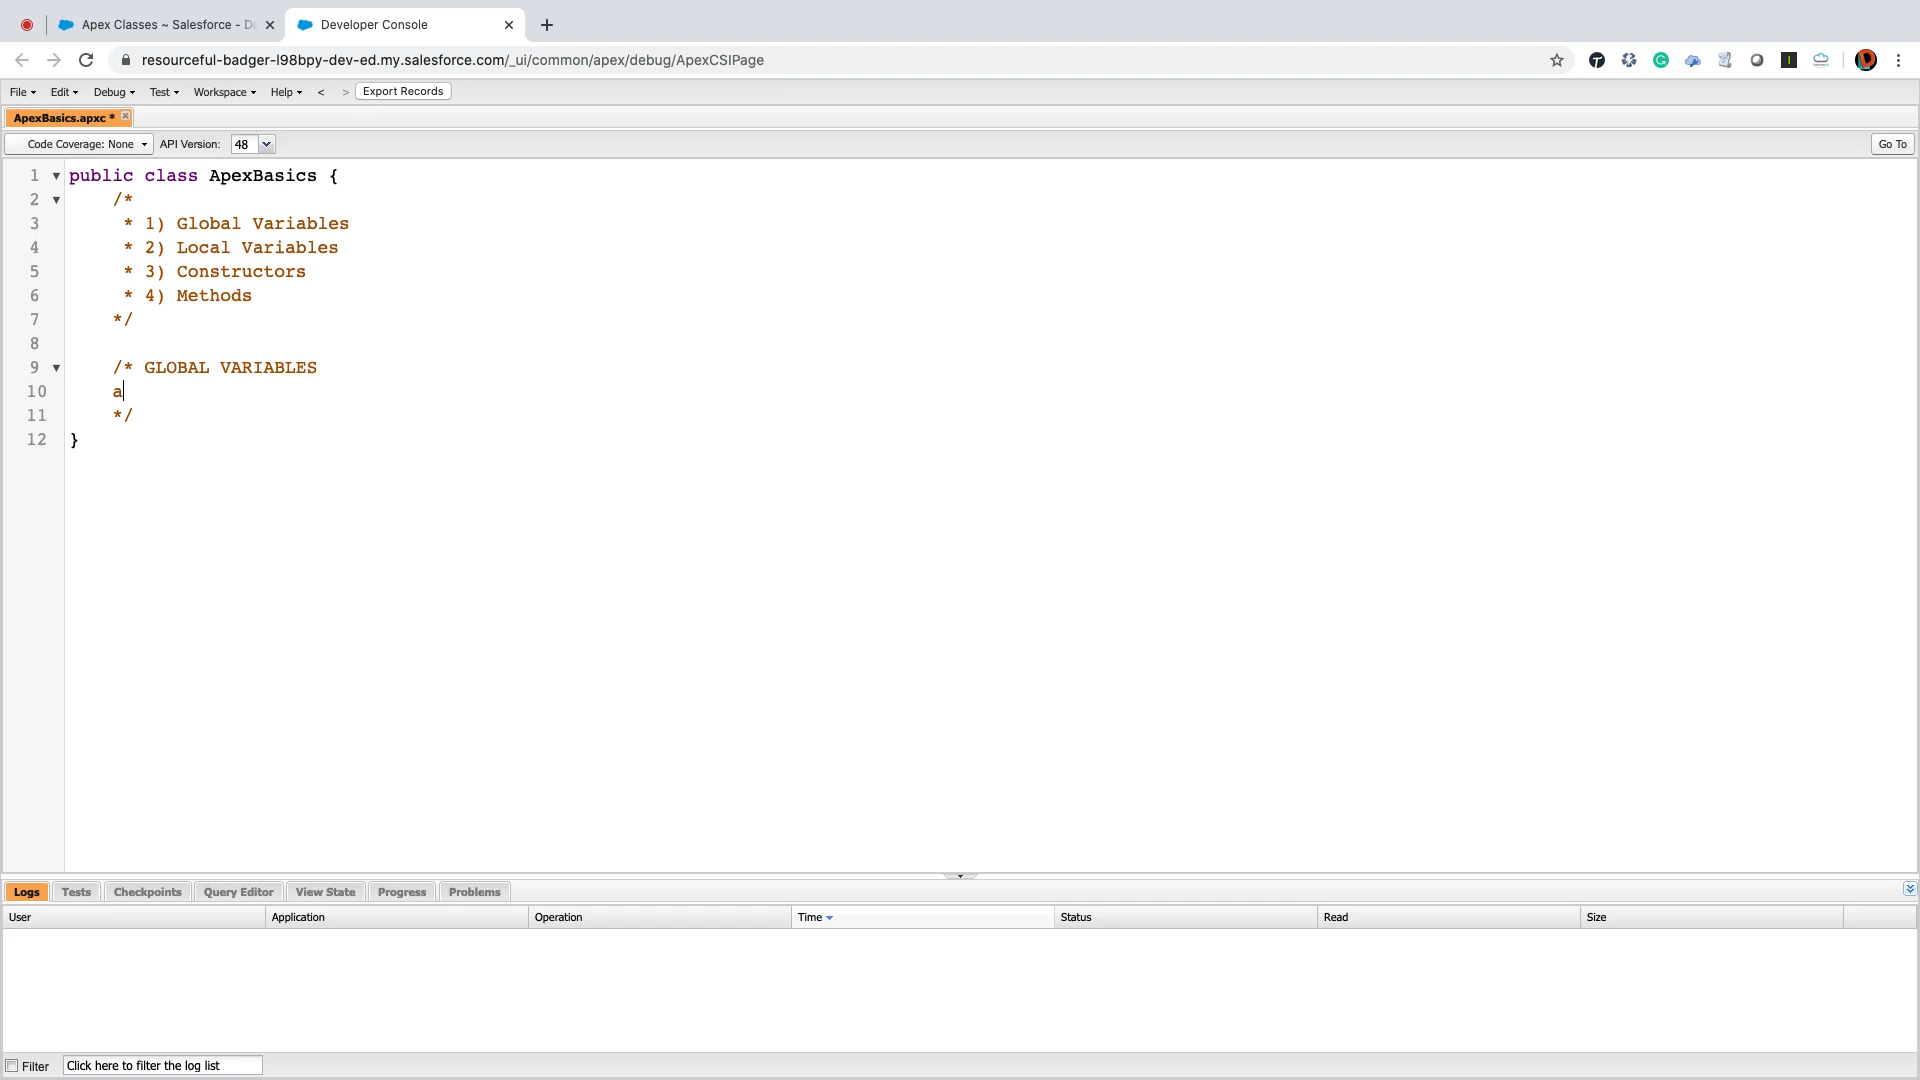 Apex Classes ~ Salesforce - De
Developer Console
resourceful-badger-l98bpy-dev-ed.my.salesforce.com/_ui/common/apex/debug/ApexCSIPage
File Edit Debug Test Workspace Help < > Export Records
ApexBasics.apxc *
Code Coverage: None API Version: 48 Go To
1 public class ApexBasics {
2 /*
3 * 1) Global Variables
4 * 2) Local Variables
5 * 3) Constructors
6 * 4) Methods
7 */
8
9 /* GLOBAL VARIABLES
10 a
11 */
12 }
Logs Tests Checkpoints Query Editor View State Progress Problems
User Application Operation Time Status Read Size
Filter Click here to filter the log list